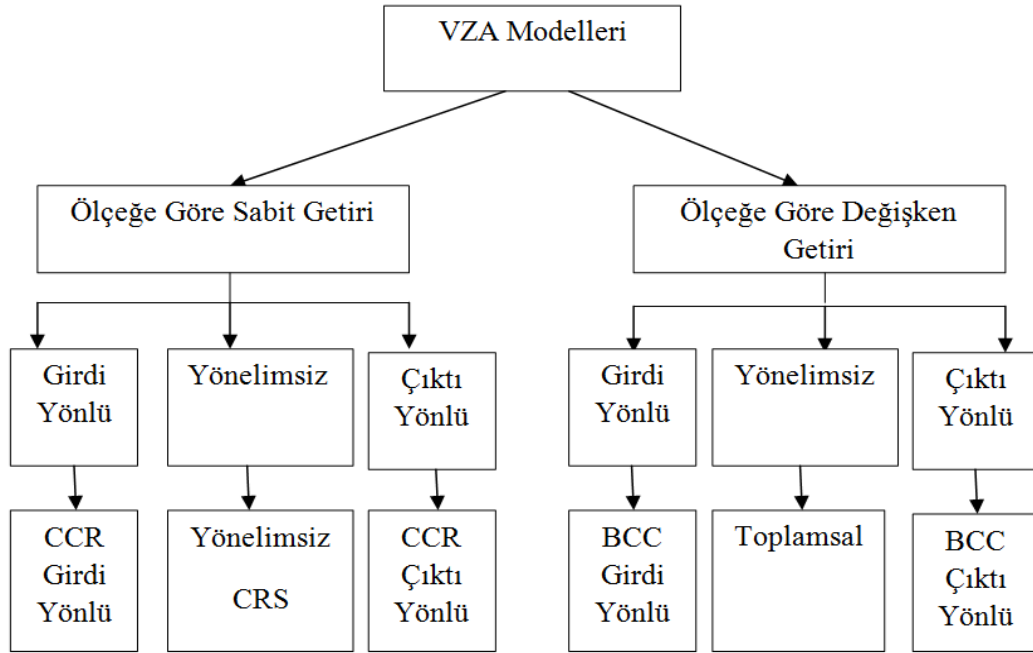 VZA Modelleri
Ölçeğe Göre Sabit Getiri
Ölçeğe Göre Değişken
Getiri
Girdi
Yönlü
Yönelimsiz
Çıktı
Yönlü
Girdi
Yönlü
Yönelimsiz
Çıktı
Yönlü
CCR
Girdi
Yönlü
Yönelimsiz
CRS
CCR
Çıktı
Yönlü
BCC
Girdi
Yönlü
Toplamsal
BCC
Çıktı
Yönlü